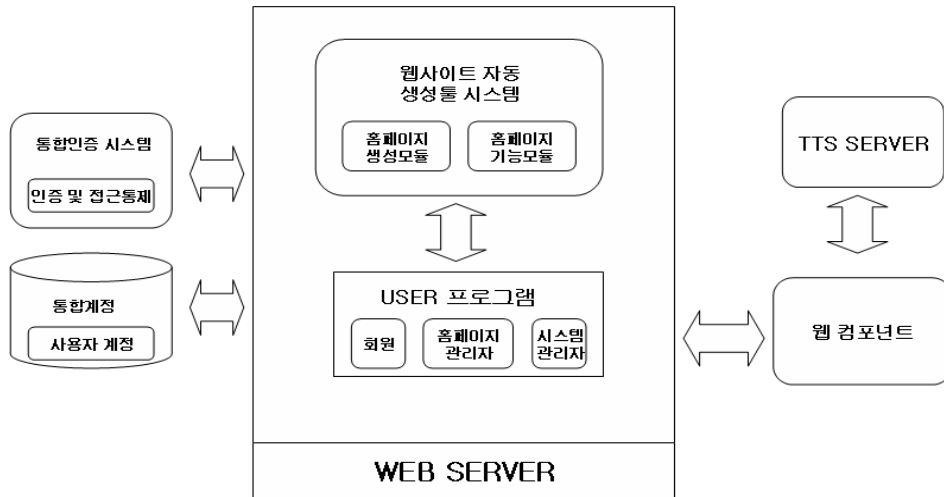 웹사이트 자동
생성툴 시스템
홈페이지
생성모듈
홈페이지
기능모듈
통합인증 시스템
인증 및 접근통제
통합계정
사용자 계정
USER 프로그램
회원
홈페이지
관리자
시스템
관리자
WEB SERVER
TTS SERVER
웹 컴포넌트